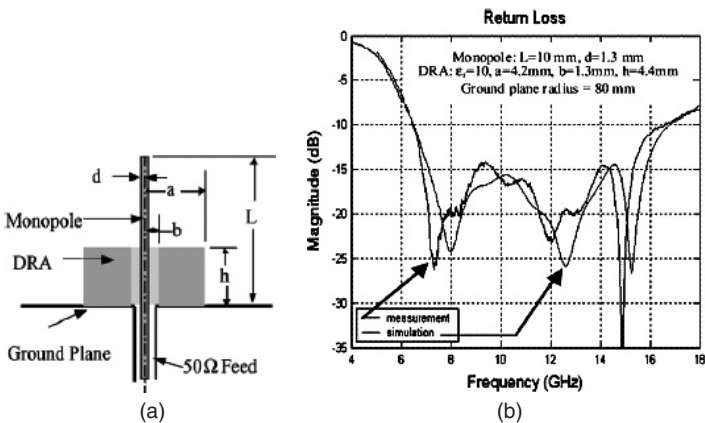 d
a
L
Monopole
b
DRA
h
Ground Plane
50Ω Feed
(a)
Return Loss
Monopole: L=10 mm, d=1.3 mm
DRA: εr=10, a=4.2mm, b=1.3mm, h=4.4mm
Ground plane radius = 80 mm
Magnitude (dB)
0
-5
-10
-15
-20
-25
-30
-35
measurement
simulation
4 6 8 10 12 14 16 18
Frequency (GHz)
(b)